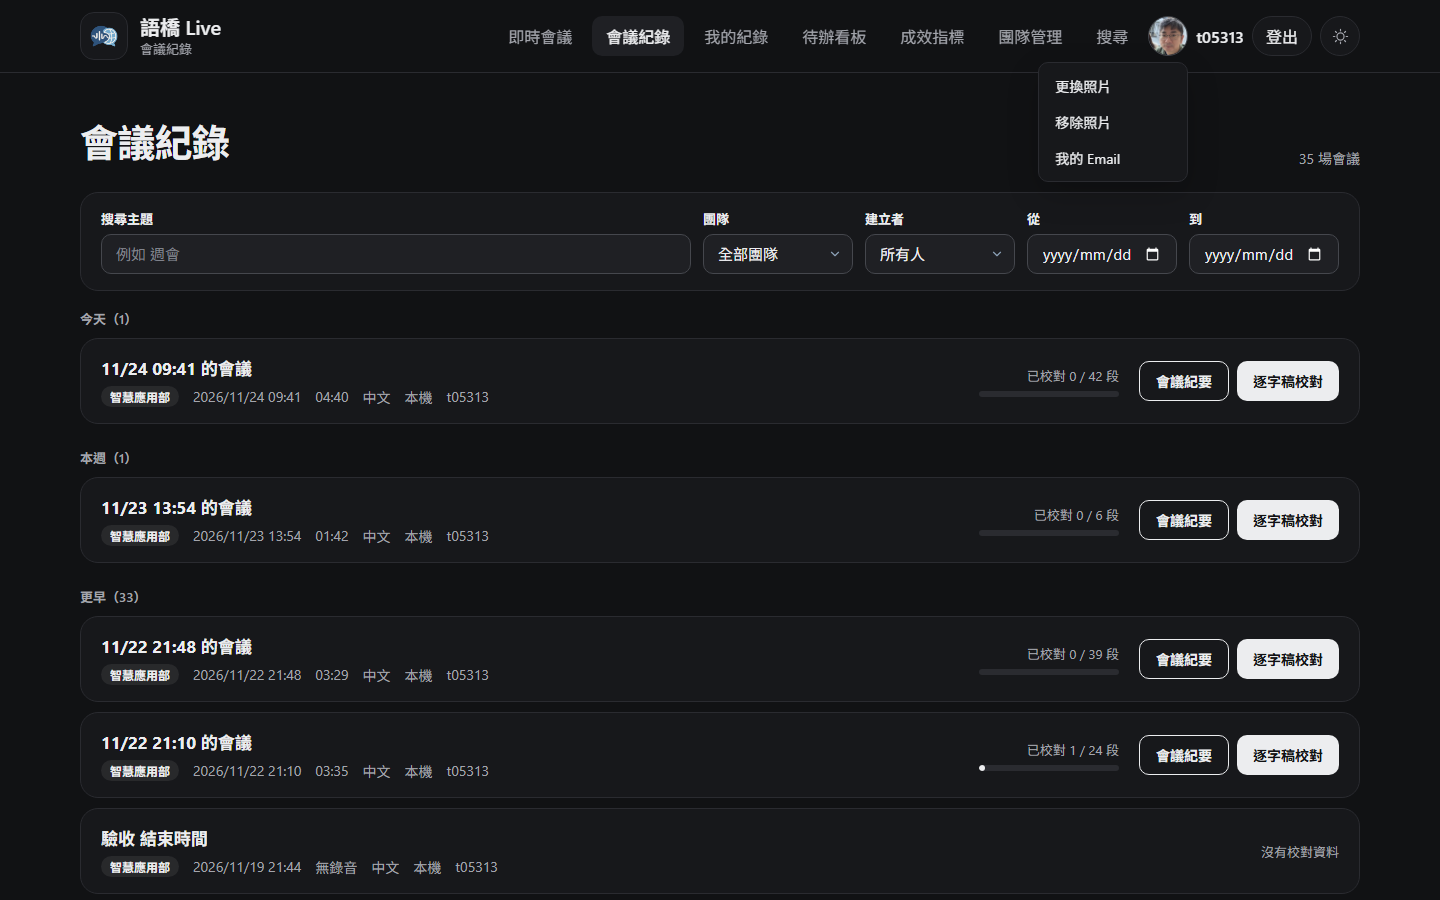 語橋 Live
會議紀錄
即時會議 會議紀錄 我的紀錄 待辦看板 成效指標 團隊管理 搜尋 t05313 登出
更換照片
移除照片
我的 Email
會議紀錄
35 場會議
搜尋主題 團隊 建立者 從 到
例如 週會 全部團隊 所有人 yyyy/mm/dd yyyy/mm/dd
今天（1）
11/24 09:41 的會議
智慧應用部 2026/11/24 09:41 04:40 中文 本機 t05313
已校對 0 / 42 段
會議紀要 逐字稿校對
本週（1）
11/23 13:54 的會議
智慧應用部 2026/11/23 13:54 01:42 中文 本機 t05313
已校對 0 / 6 段
會議紀要 逐字稿校對
更早（33）
11/22 21:48 的會議
智慧應用部 2026/11/22 21:48 03:29 中文 本機 t05313
已校對 0 / 39 段
會議紀要 逐字稿校對
11/22 21:10 的會議
智慧應用部 2026/11/22 21:10 03:35 中文 本機 t05313
已校對 1 / 24 段
會議紀要 逐字稿校對
驗收 結束時間
智慧應用部 2026/11/19 21:44 無錄音 中文 本機 t05313
沒有校對資料